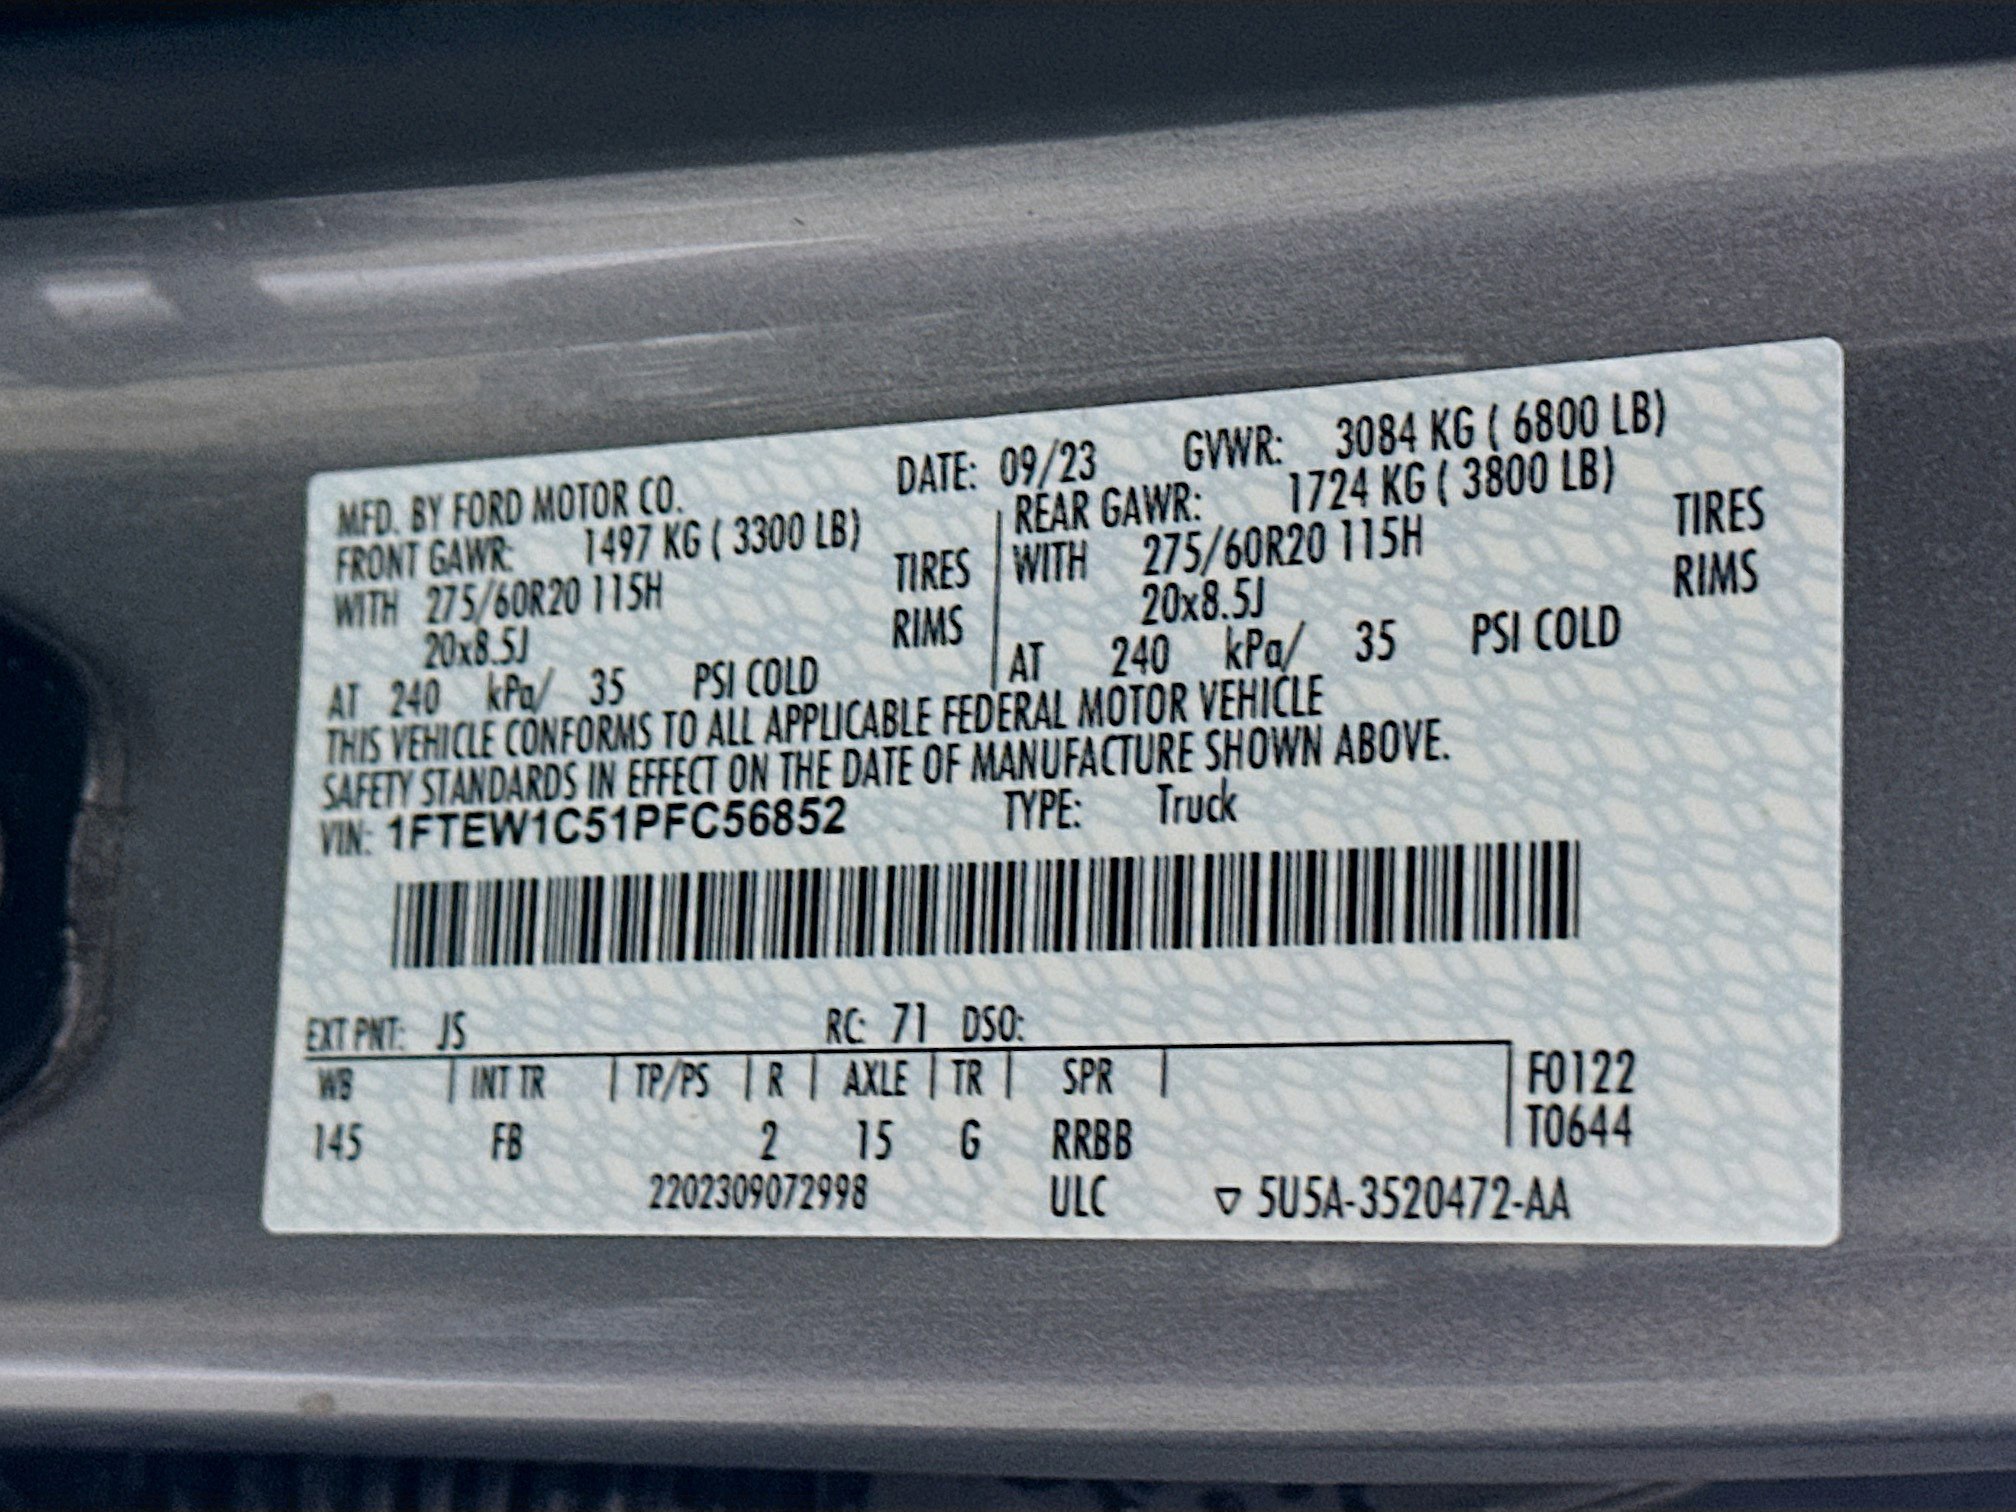 MFD. BY FORD MOTOR CO. DATE: 09/23 GVWR: 3084 KG ( 6800 LB)
FRONT GAWR: 1497 KG ( 3300 LB) REAR GAWR: 1724 KG ( 3800 LB)
WITH 275/60R20 115H TIRES WITH 275/60R20 115H TIRES
20x8.5J RIMS 20x8.5J RIMS
AT 240 kPa/ 35 PSI COLD AT 240 kPa/ 35 PSI COLD
THIS VEHICLE CONFORMS TO ALL APPLICABLE FEDERAL MOTOR VEHICLE
SAFETY STANDARDS IN EFFECT ON THE DATE OF MANUFACTURE SHOWN ABOVE.
VIN: 1FTEW1C51PFC56852 TYPE: Truck
EXT PNT: JS RC: 71 DSO:
WB | INT TR | TP/PS | R | AXLE | TR | SPR | F0122
145 FB 2 15 G RRBB T0644
2202309072998 ULC ▽ 5U5A-3520472-AA